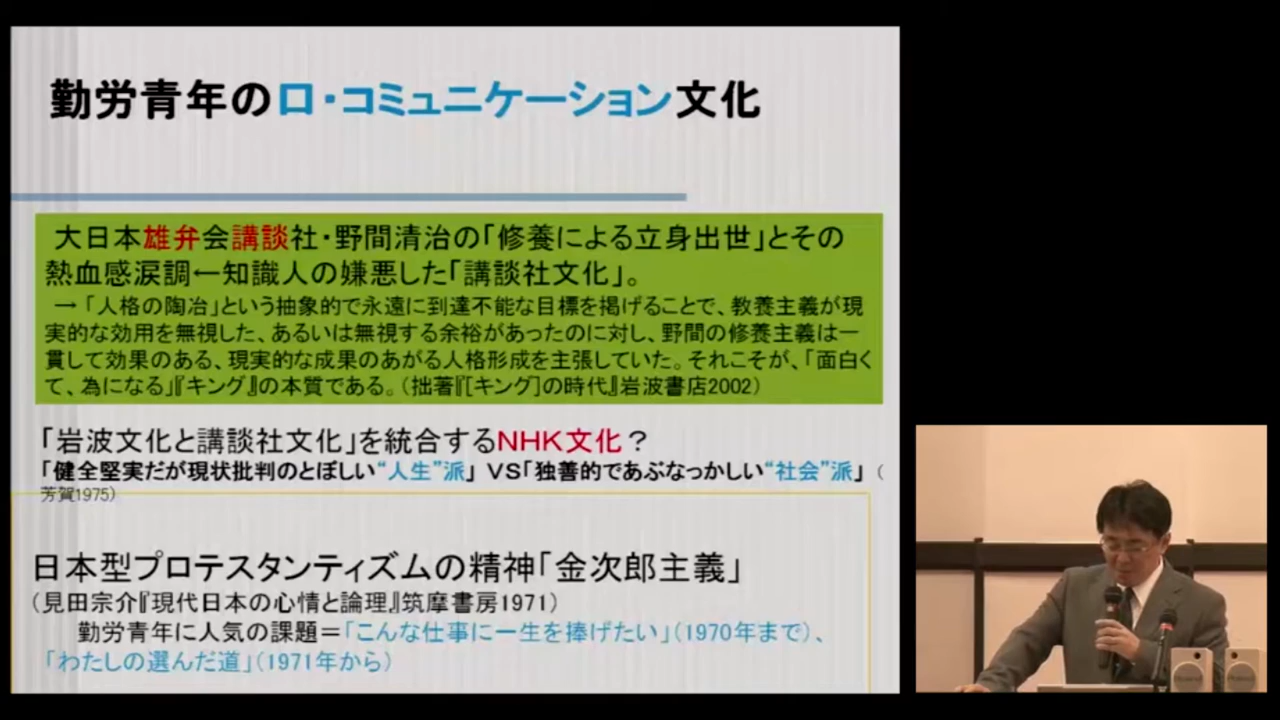 勤労青年の口・コミュニケーション文化
大日本雄弁会講談社・野間清治の「修養による立身出世」とその
熱血感涙調←知識人の嫌悪した「講談社文化」。
→「人格の陶冶」という抽象的で永遠に到達不能な目標を掲げることで、教養主義が現
実的な効用を無視した、あるいは無視する余裕があったのに対し、野間の修養主義は一
貫して効果のある、現実的な成果のあがる人格形成を主張していた。それこそが、「面白く
て、為になる」『キング』の本質である。（拙著『[キング]の時代』岩波書店2002）
「岩波文化と講談社文化」を統合するNHK文化？
「健全堅実だが現状批判のとぼしい“人生”派」VS「独善的であぶなっかしい“社会”派」（
芳賀1975）
日本型プロテスタンティズムの精神「金次郎主義」
（見田宗介『現代日本の心情と論理』筑摩書房1971）
勤労青年に人気の課題＝「こんな仕事に一生を捧げたい」（1970年まで）、
「わたしの選んだ道」（1971年から）